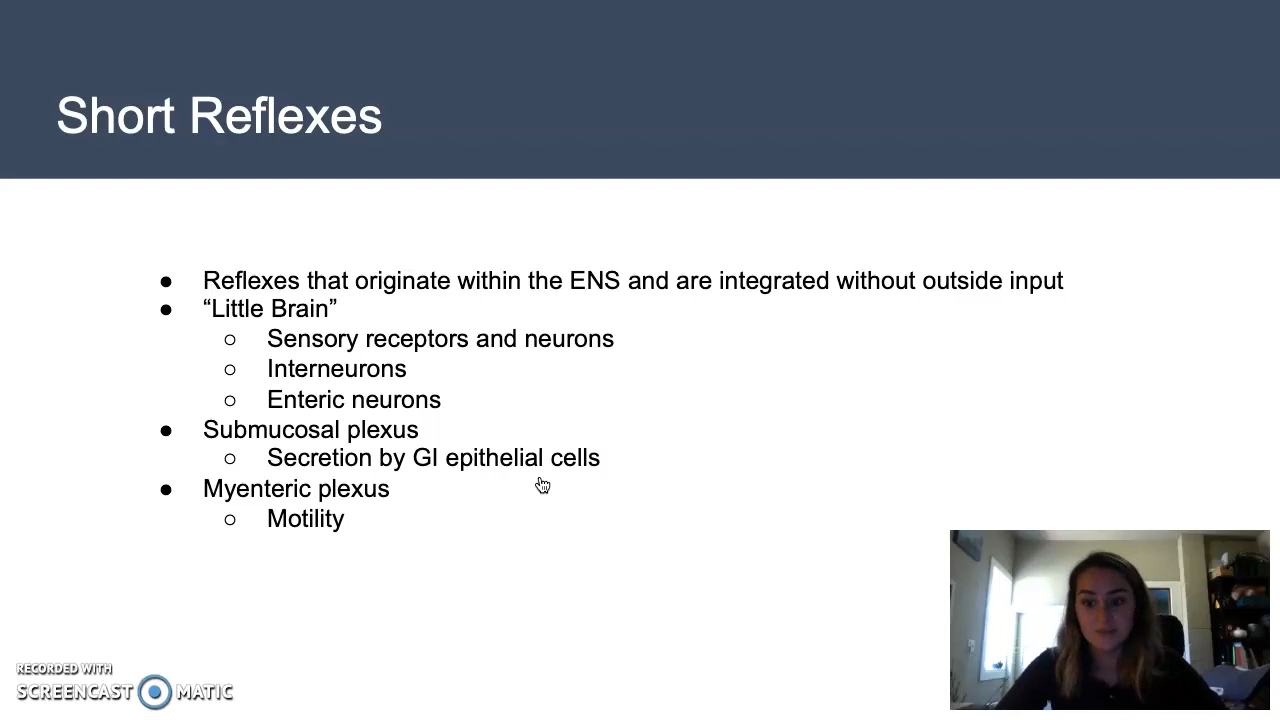 Short Reflexes
● Reflexes that originate within the ENS and are integrated without outside input
● “Little Brain”
○ Sensory receptors and neurons
○ Interneurons
○ Enteric neurons
● Submucosal plexus
○ Secretion by GI epithelial cells
● Myenteric plexus
○ Motility
RECORDED WITH
SCREENCAST MATIC